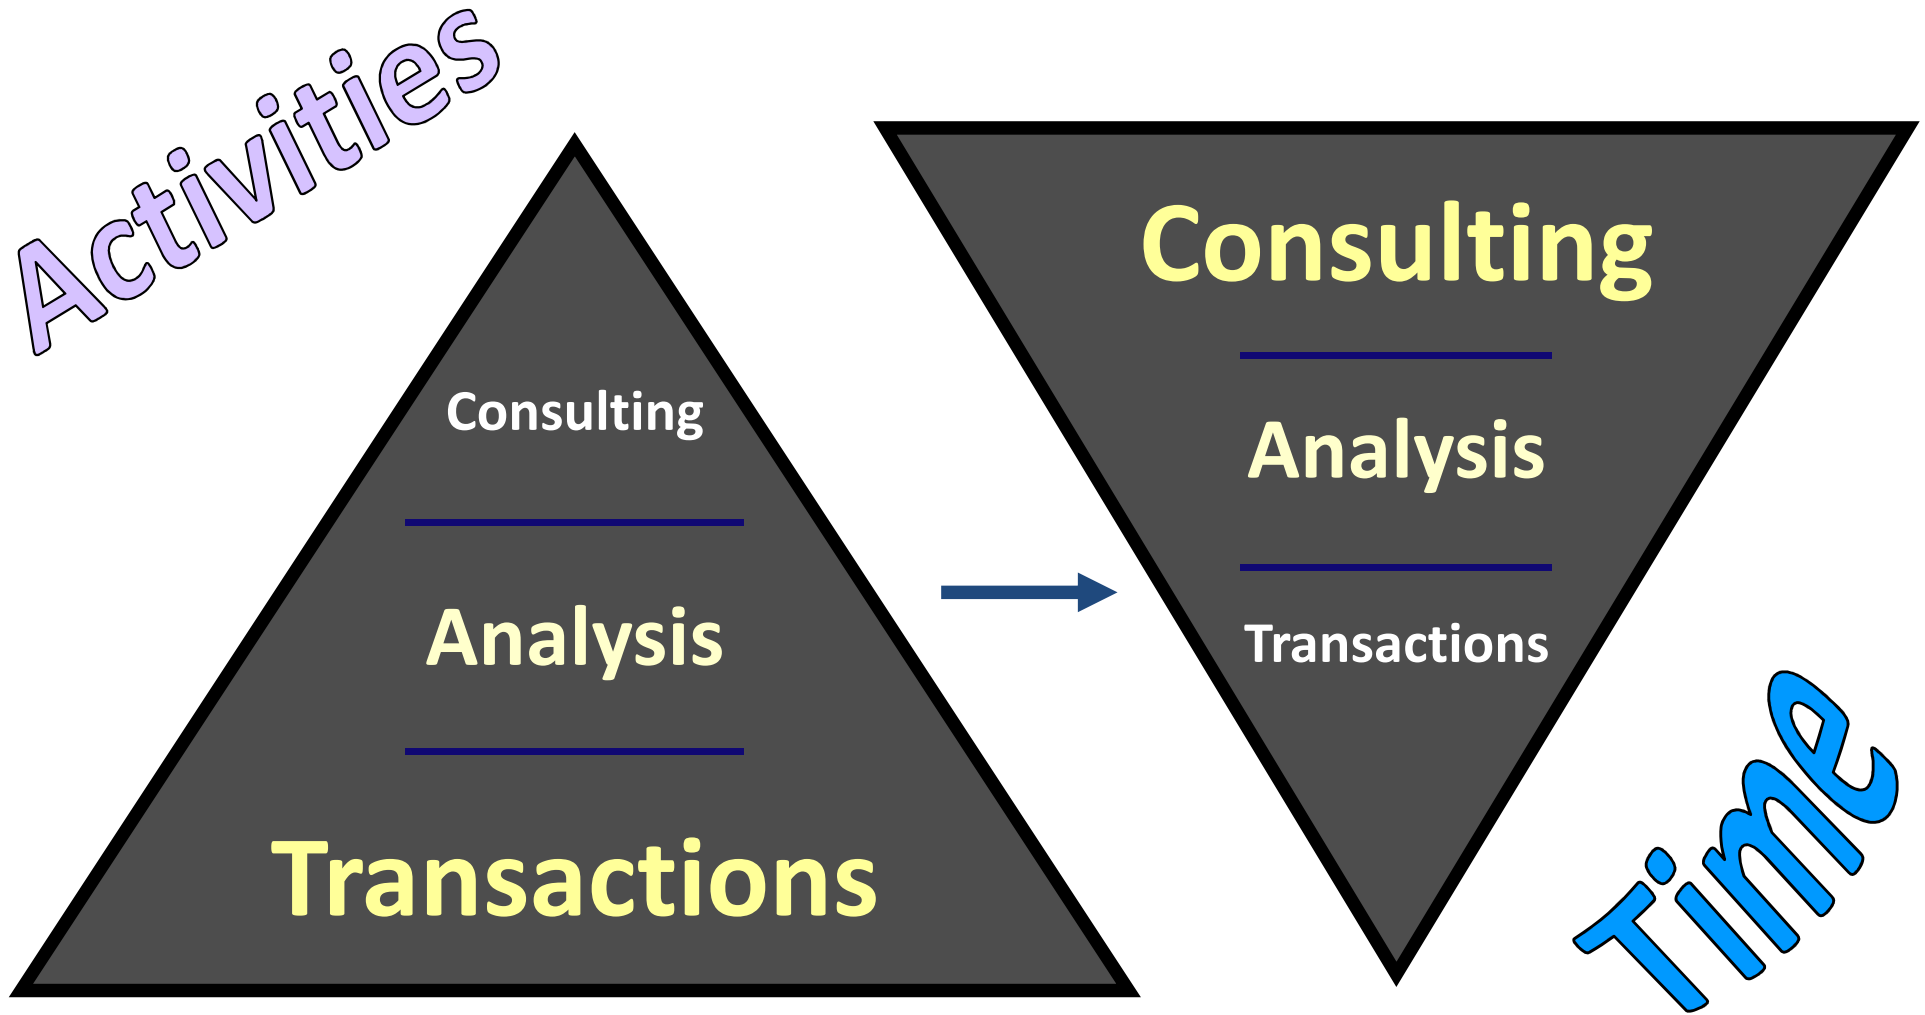 Activities
Consulting
Analysis
Transactions
Consulting
Analysis
Transactions
Time